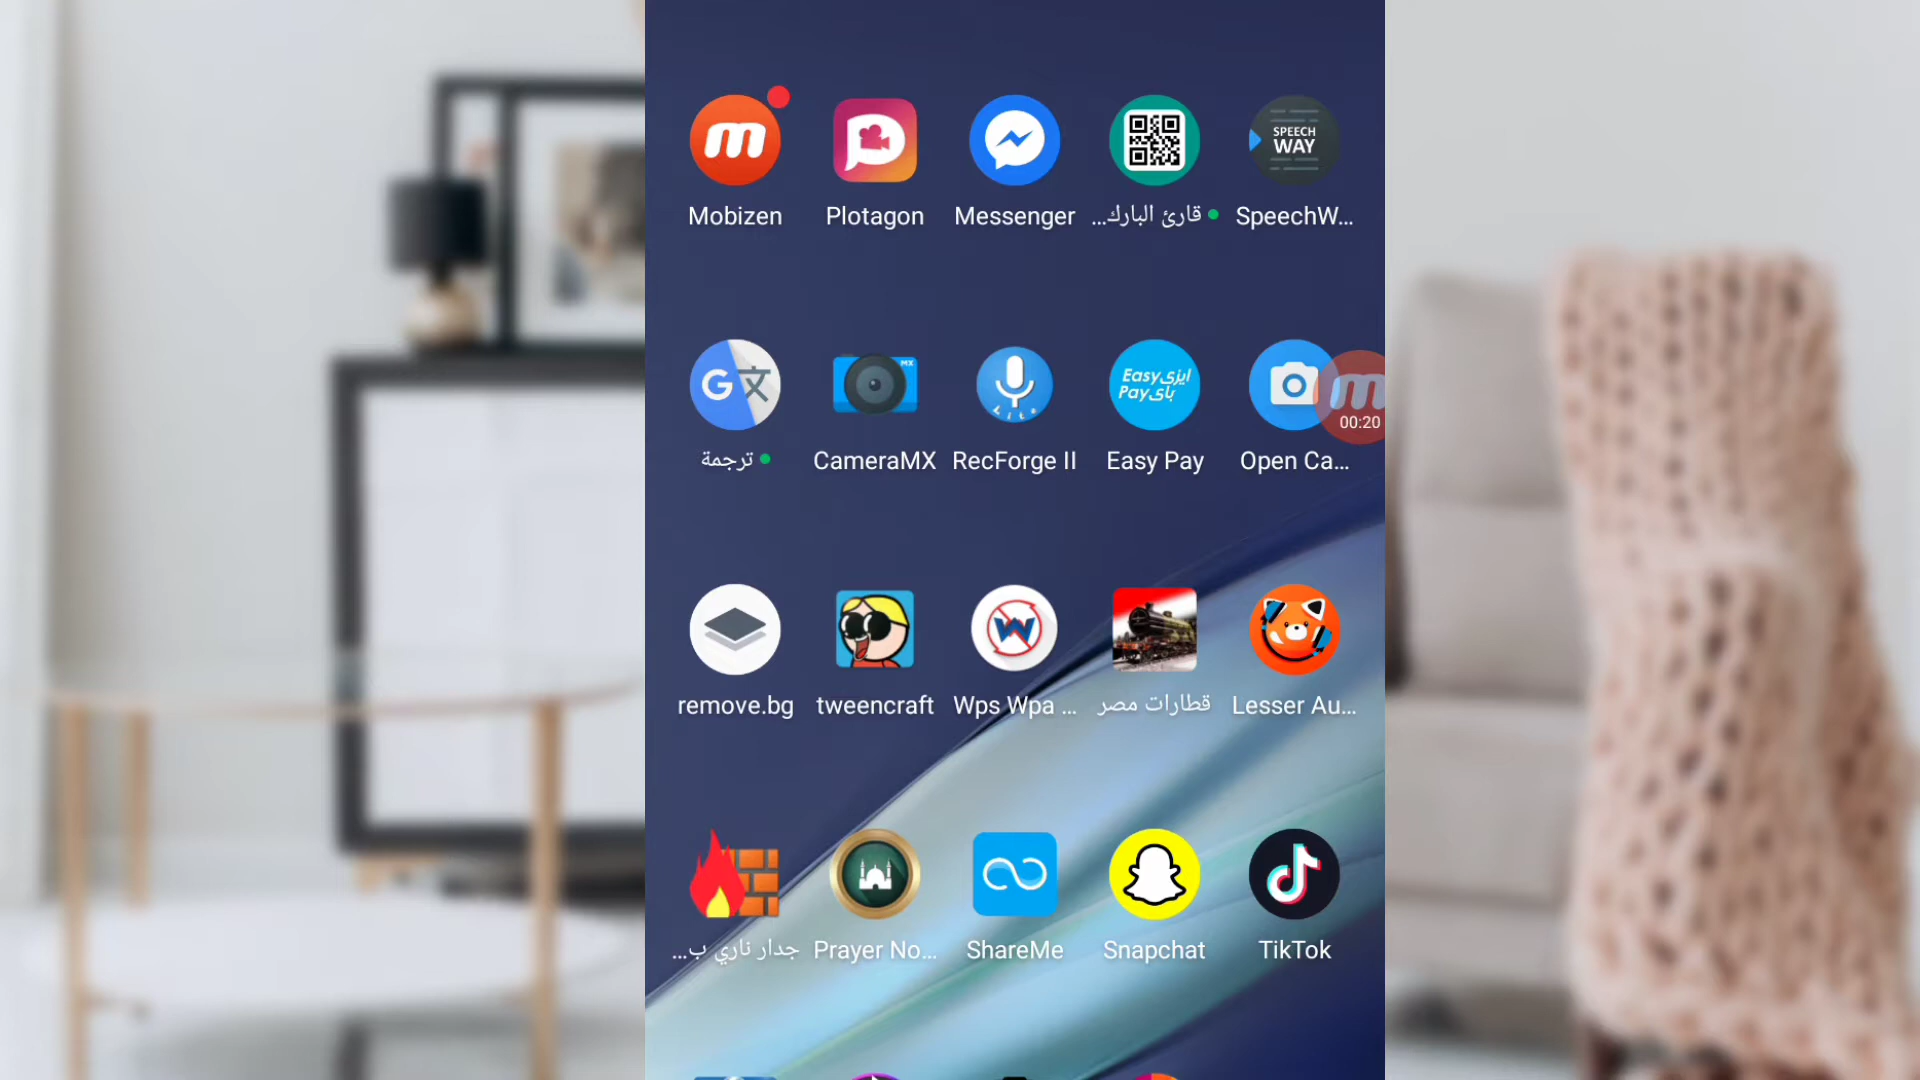 Mobizen
Plotagon
Messenger
قارئ البارك...
SPEECH
WAY
SpeechW...
MX
Lite
Easy ايزي
Pay باي
00:20
ترجمة
CameraMX
RecForge II
Easy Pay
Open Ca...
remove.bg
tweencraft
Wps Wpa ...
قطارات مصر
Lesser Au...
جدار ناري ب...
Prayer No...
ShareMe
Snapchat
TikTok